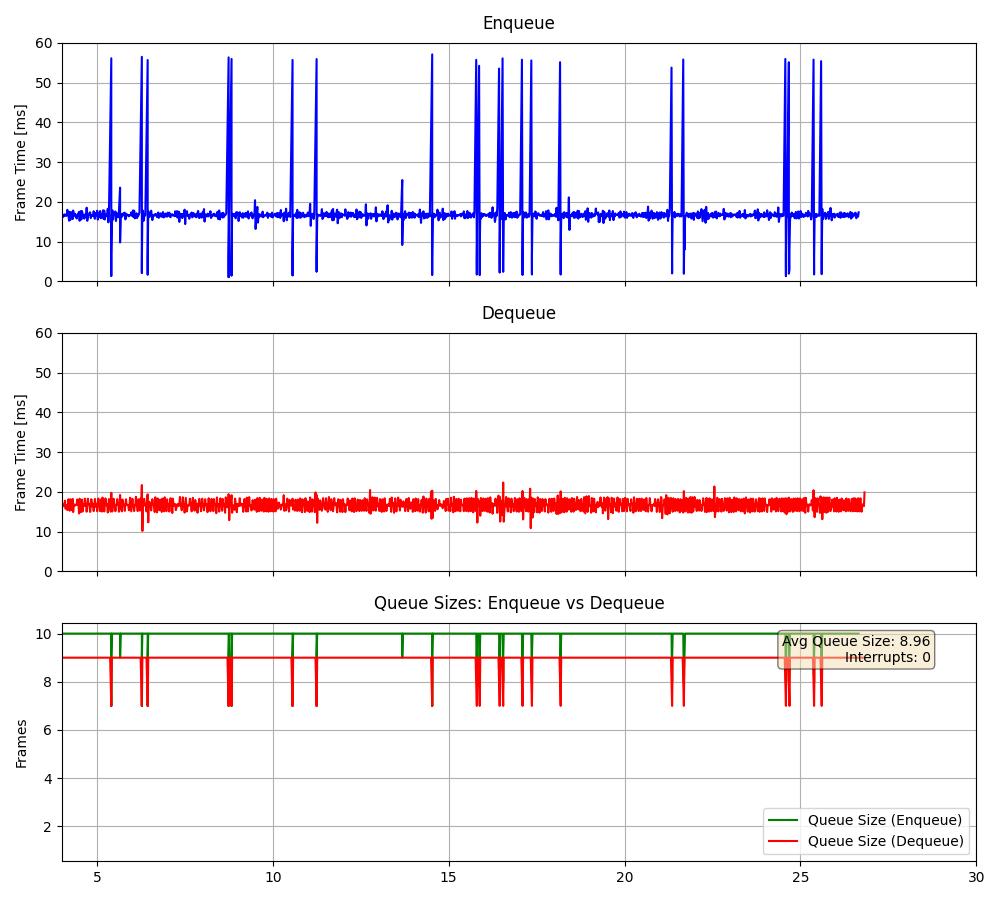 Enqueue
Frame Time [ms]
60
50
40
30
20
10
0
Dequeue
Frame Time [ms]
60
50
40
30
20
10
0
Queue Sizes: Enqueue vs Dequeue
Frames
10
8
6
4
2
Avg Queue Size: 8.96
Interrupts: 0
Queue Size (Enqueue)
Queue Size (Dequeue)
5 10 15 20 25 30